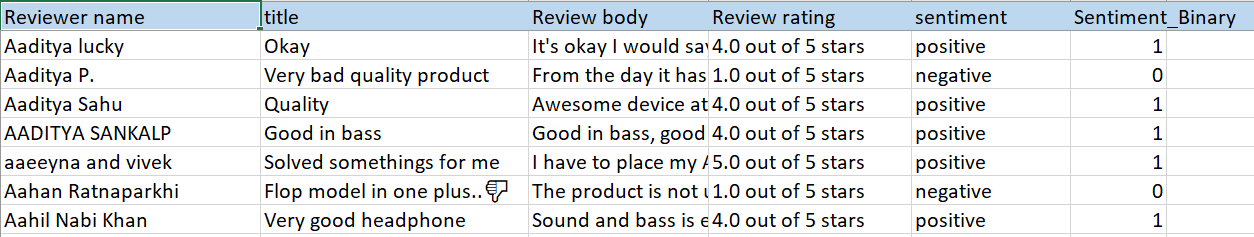 Reviewer name title Review body Review rating sentiment Sentiment_Binary
Aaditya lucky Okay It's okay I would say 4.0 out of 5 stars positive 1
Aaditya P. Very bad quality product From the day it has 1.0 out of 5 stars negative 0
Aaditya Sahu Quality Awesome device at 4.0 out of 5 stars positive 1
AADITYA SANKALP Good in bass Good in bass, good 4.0 out of 5 stars positive 1
aaeeyna and vivek Solved somethings for me I have to place my 5.0 out of 5 stars positive 1
Aahan Ratnaparkhi Flop model in one plus..👎 The product is not 1.0 out of 5 stars negative 0
Aahil Nabi Khan Very good headphone Sound and bass is 4.0 out of 5 stars positive 1